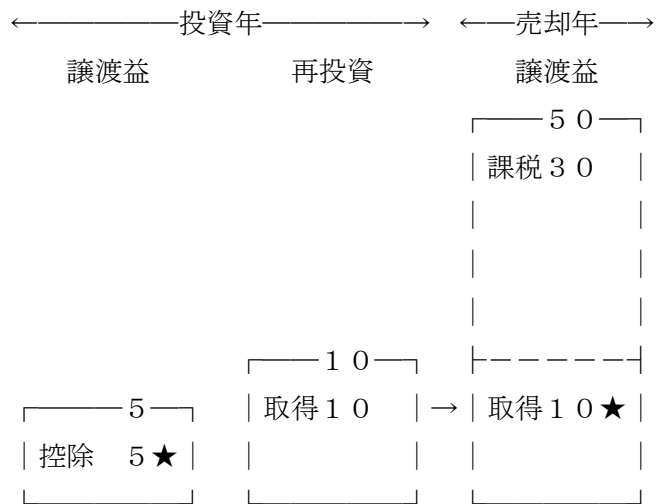 ←―――――投資年―――――→ ←―売却年―→
譲渡益 再投資 譲渡益
┌――５０―┐
│課税３０ │
│ │
│ │
│ │
┌――１０―┐ ├－－－－－┤
┌―――５―┐ │取得１０ │→│取得１０★│
│控除 ５★│ │ │ │ │
└――――┘ └――――┘ └――――┘